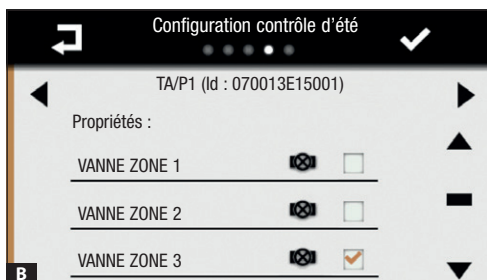 Configuration contrôle d’été
TA/P1 (Id : 070013E15001)
Propriétés :
VANNE ZONE 1
VANNE ZONE 2
VANNE ZONE 3
B